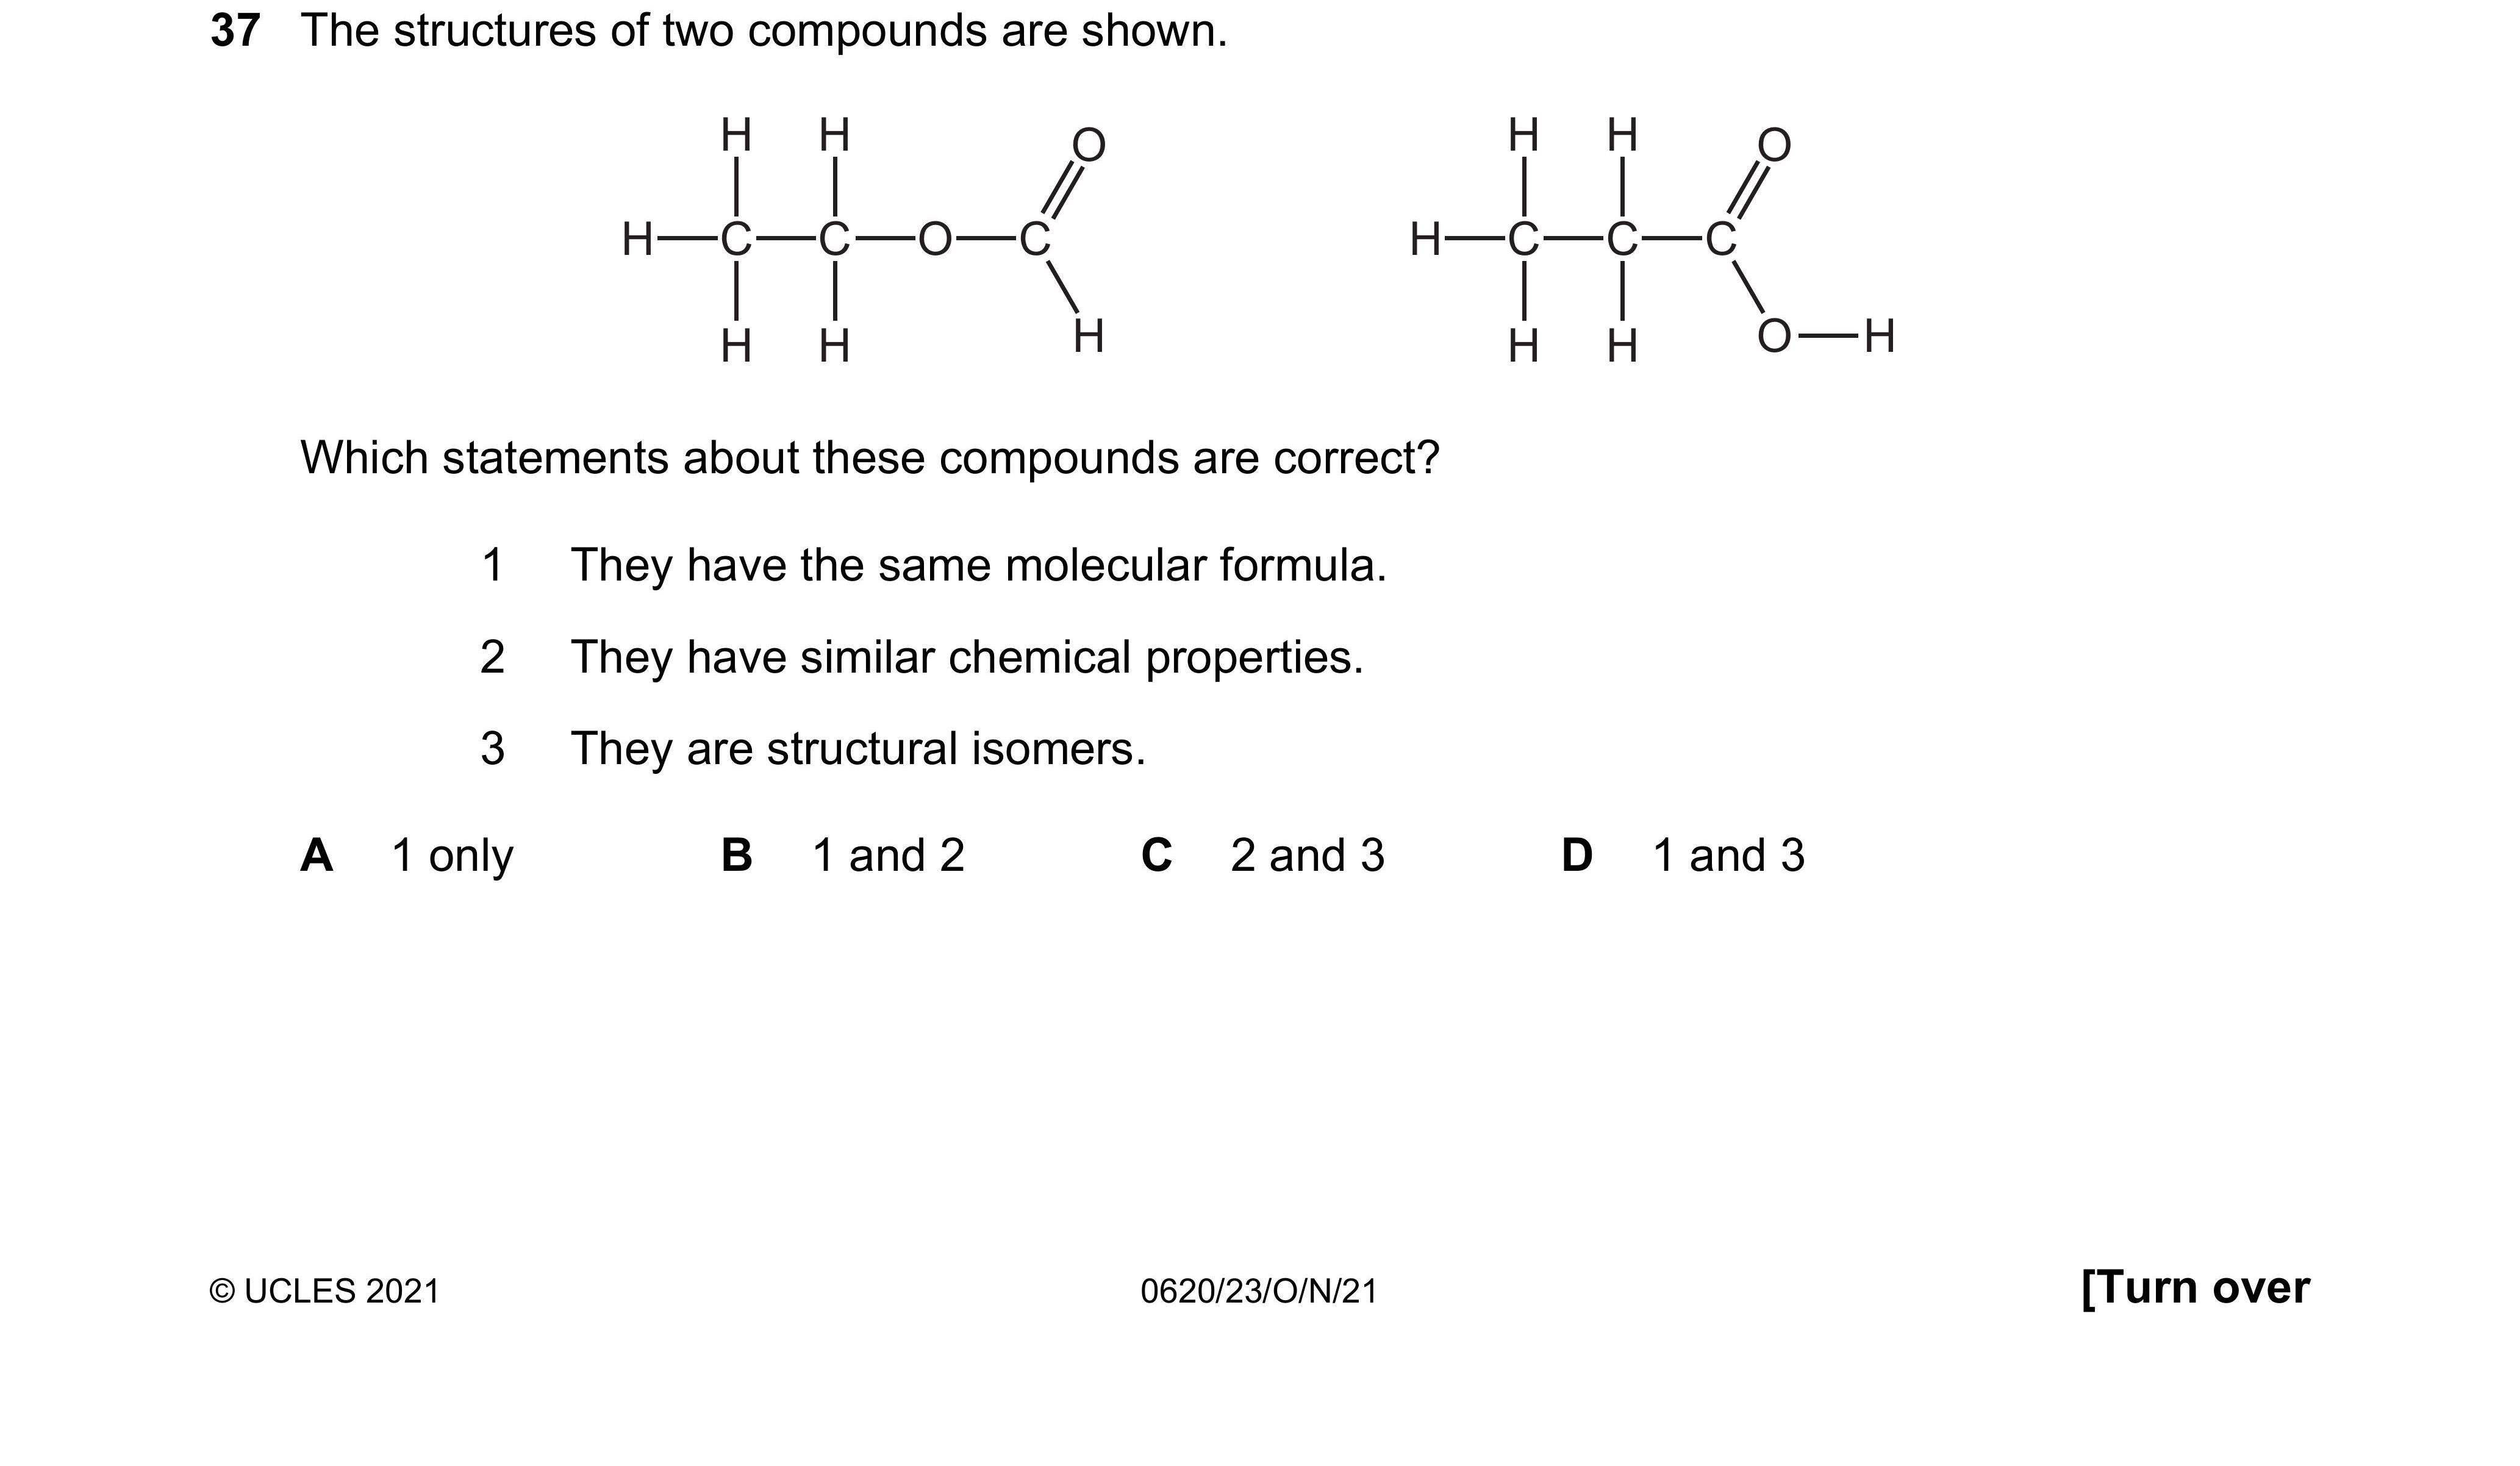 37 The structures of two compounds are shown.
H H O H H O
H C C O C H C C C
H H H H H O H
Which statements about these compounds are correct?
1 They have the same molecular formula.
2 They have similar chemical properties.
3 They are structural isomers.
A 1 only B 1 and 2 C 2 and 3 D 1 and 3
© UCLES 2021 0620/23/O/N/21 [Turn over